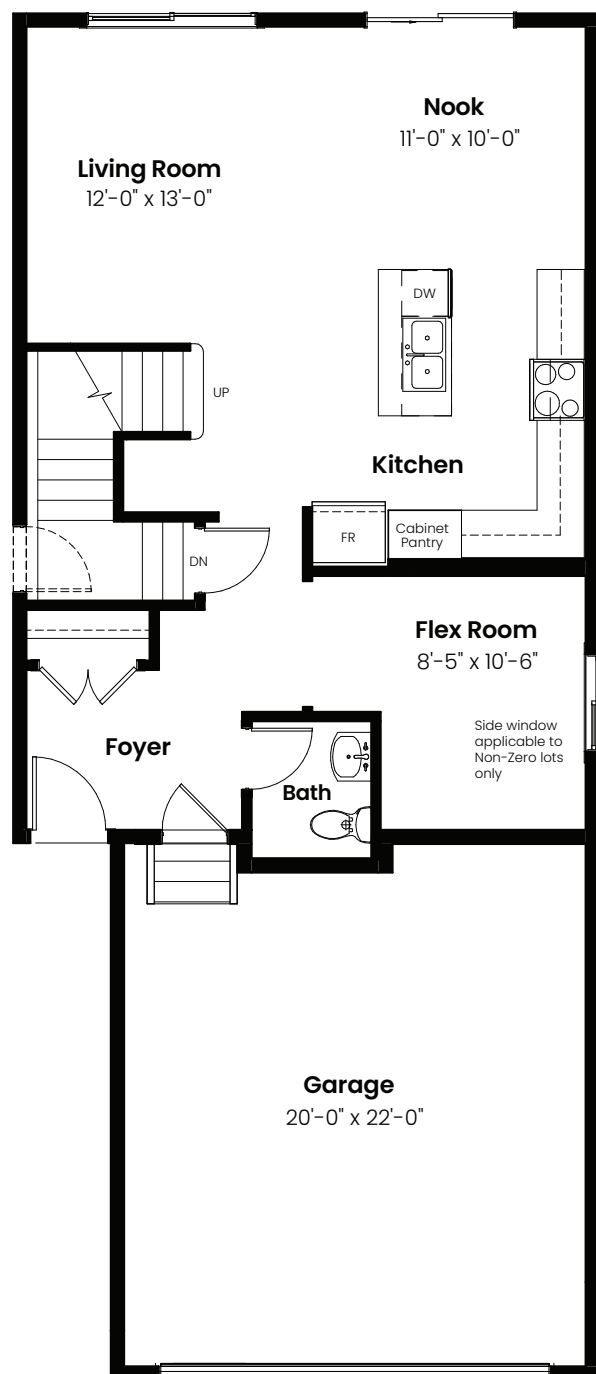 Nook
11'-0" x 10'-0"
Living Room
12'-0" x 13'-0"
DW
UP
Kitchen
Cabinet
Pantry
FR
DN
Flex Room
8'-5" x 10'-6"
Side window
applicable to
Non-Zero lots
only
Foyer
Bath
Garage
20'-0" x 22'-0"